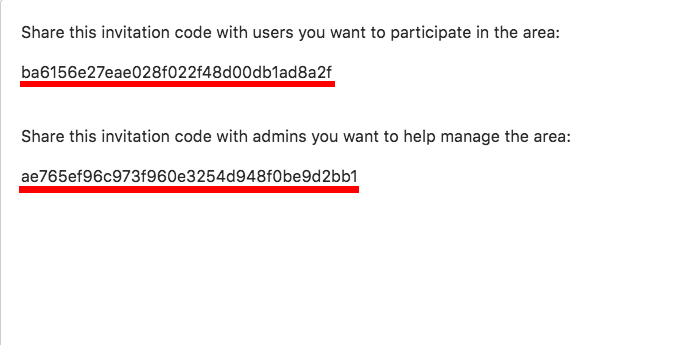 Share this invitation code with users you want to participate in the area:
ba6156e27eae028f022f48d00db1ad8a2f
Share this invitation code with admins you want to help manage the area:
ae765ef96c973f960e3254d948f0be9d2bb1